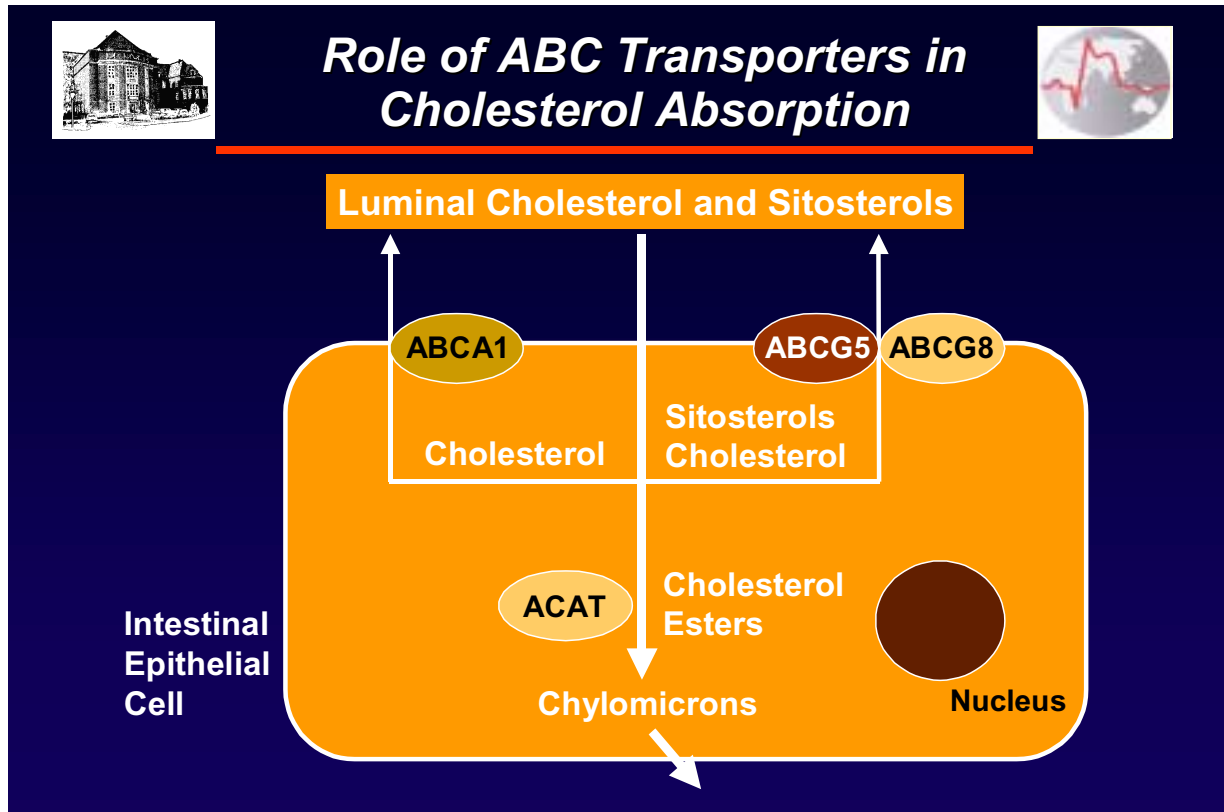 Role of ABC Transporters in
Cholesterol Absorption
Luminal Cholesterol and Sitosterols
ABCA1
ABCG5
ABCG8
Cholesterol
Sitosterols
Cholesterol
ACAT
Cholesterol
Esters
Intestinal
Epithelial
Cell
Chylomicrons
Nucleus